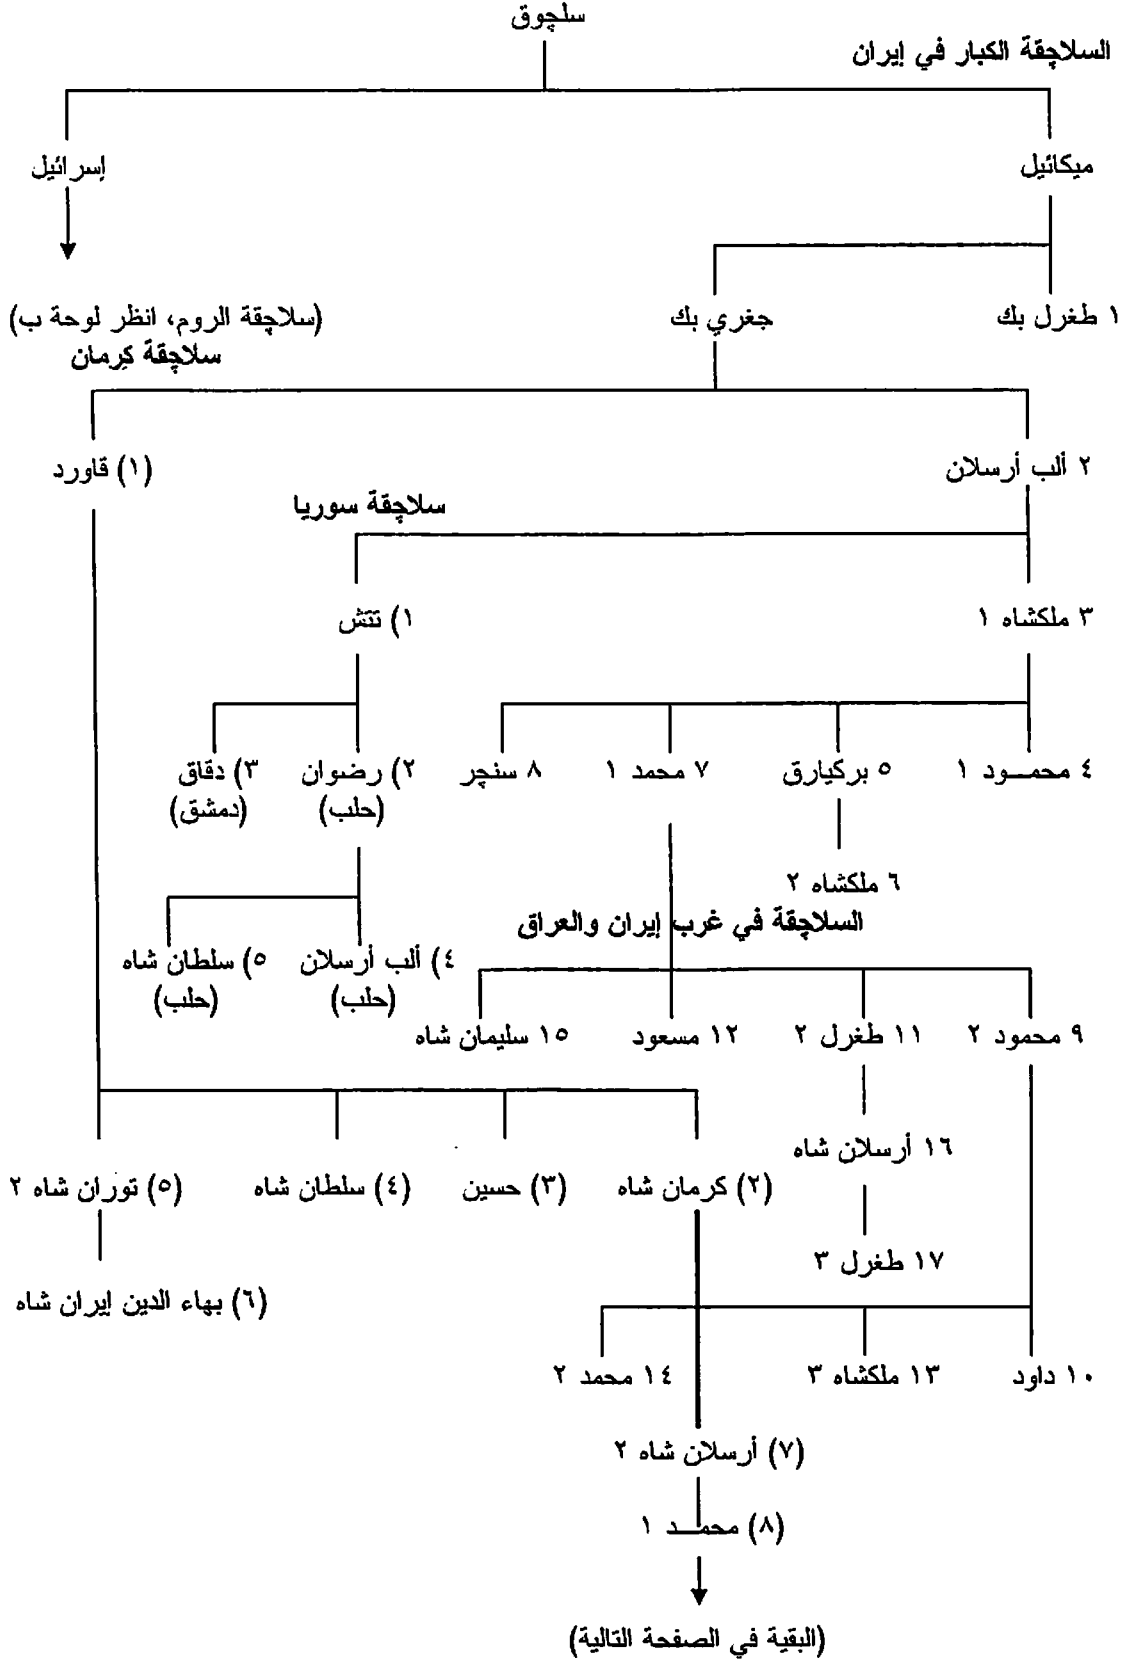 سلچوق
السلاچقة الكبار في إيران
ميكائيل
إسرائيل
١ طغرل بك
جغري بك
(سلاچقة الروم، انظر لوحة ب)
سلاچقة كِرمان
٢ ألب أرسلان
(١) قاورد
سلاچقة سوريا
٣ ملكشاه ١
١) تتش
٤ محمــود ١
٥ بركيارق
٧ محمد ١
٨ سنچر
٢) رضوان
(حلب)
٣) دقاق
(دمشق)
٦ ملكشاه ٢
السلاچقة في غرب إيران والعراق
٤) ألب أرسلان
(حلب)
٥) سلطان شاه
(حلب)
٩ محمود ٢
١١ طغرل ٢
١٢ مسعود
١٥ سليمان شاه
١٦ أرسلان شاه
(٢) كرمان شاه
(٣) حسين
(٤) سلطان شاه
(٥) توران شاه ٢
١٧ طغرل ٣
(٦) بهاء الدين إيران شاه
١٠ داود
١٣ ملكشاه ٣
١٤ محمد ٢
(٧) أرسلان شاه ٢
(٨) محمــد ١
(البقية في الصفحة التالية)